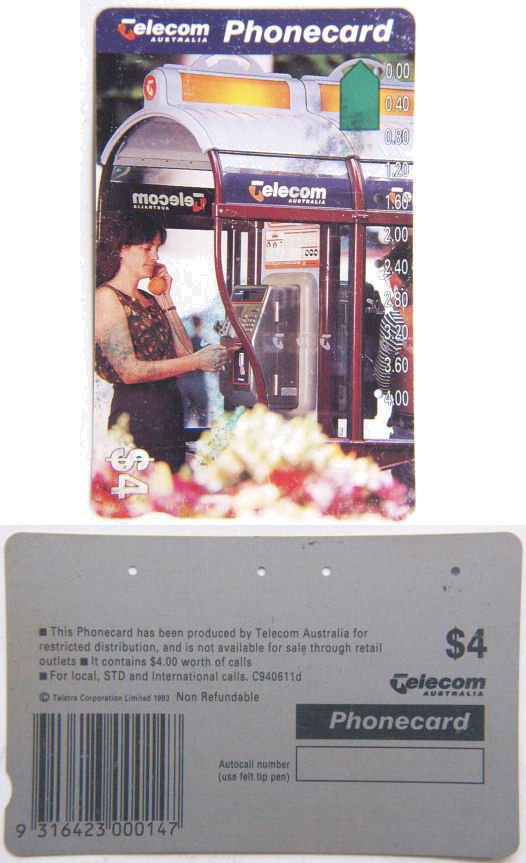 Telecom
AUSTRALIA
Phonecard
0.00
0.40
0.80
1.20
1.60
2.00
2.40
2.80
3.20
3.60
4.00
Telecom
AUSTRALIA
Telecom
AUSTRALIA
$4
■ This Phonecard has been produced by Telecom Australia for
restricted distribution, and is not available for sale through retail
outlets ■ It contains $4.00 worth of calls
■ For local, STD and International calls. C940611d
© Telstra Corporation Limited 1993 Non Refundable
$4
Telecom
AUSTRALIA
Phonecard
Autocall number
(use felt tip pen)
9 316423 000147